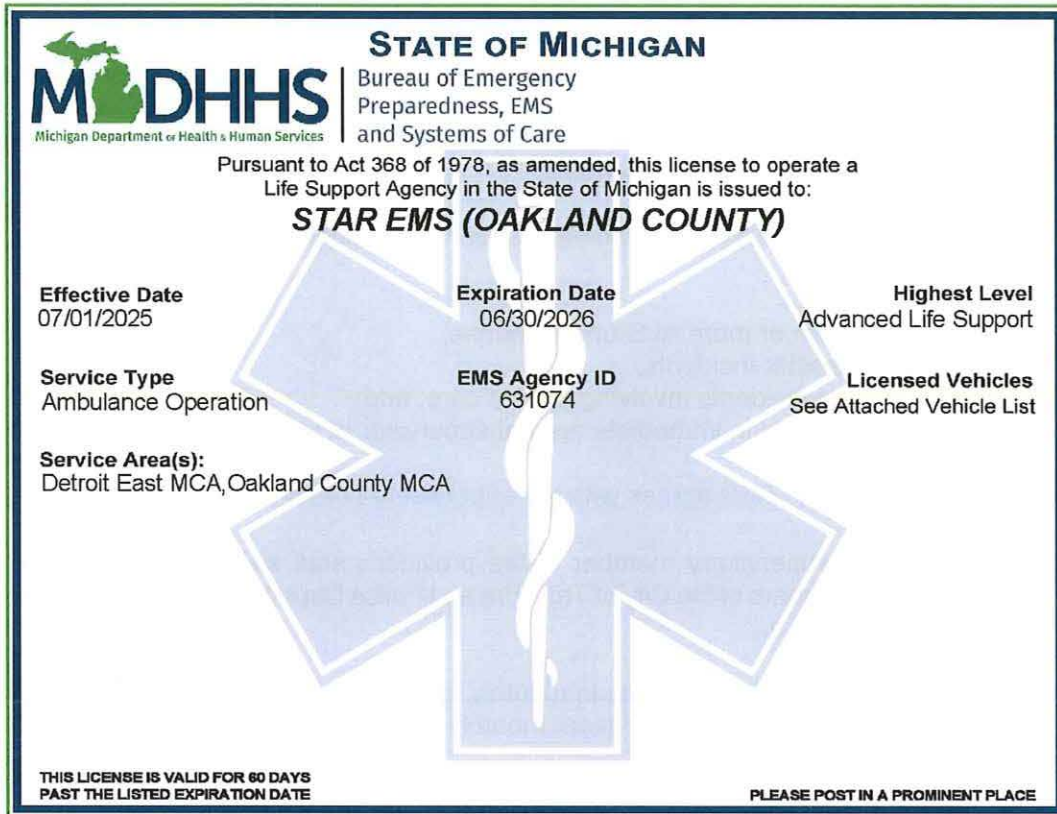 STATE OF MICHIGAN
MDHHS
Michigan Department of Health & Human Services
Bureau of Emergency
Preparedness, EMS
and Systems of Care
Pursuant to Act 368 of 1978, as amended, this license to operate a
Life Support Agency in the State of Michigan is issued to:
STAR EMS (OAKLAND COUNTY)
Effective Date
07/01/2025
Expiration Date
06/30/2026
Highest Level
Advanced Life Support
Service Type
Ambulance Operation
EMS Agency ID
631074
Licensed Vehicles
See Attached Vehicle List
Service Area(s):
Detroit East MCA,Oakland County MCA
THIS LICENSE IS VALID FOR 60 DAYS
PAST THE LISTED EXPIRATION DATE
PLEASE POST IN A PROMINENT PLACE